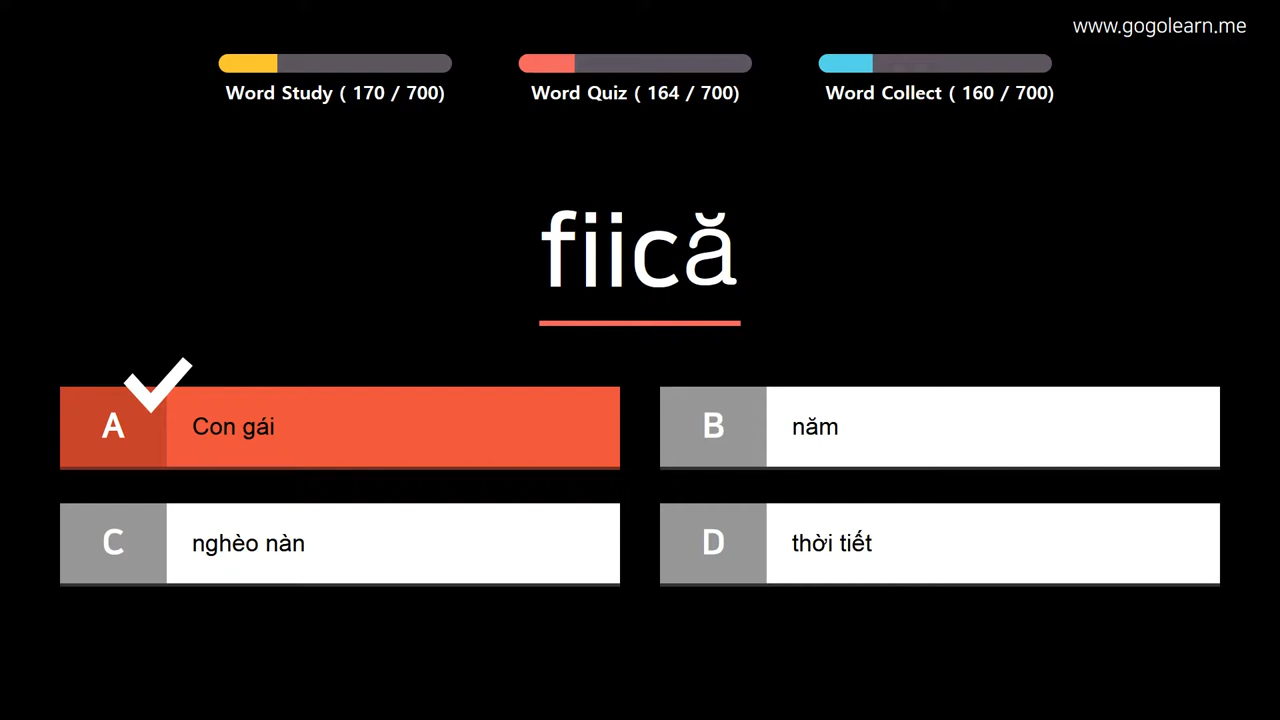 www.gogolearn.me
Word Study ( 170 / 700)
Word Quiz ( 164 / 700)
Word Collect ( 160 / 700)
fiică
A Con gái
B năm
C nghèo nàn
D thời tiết